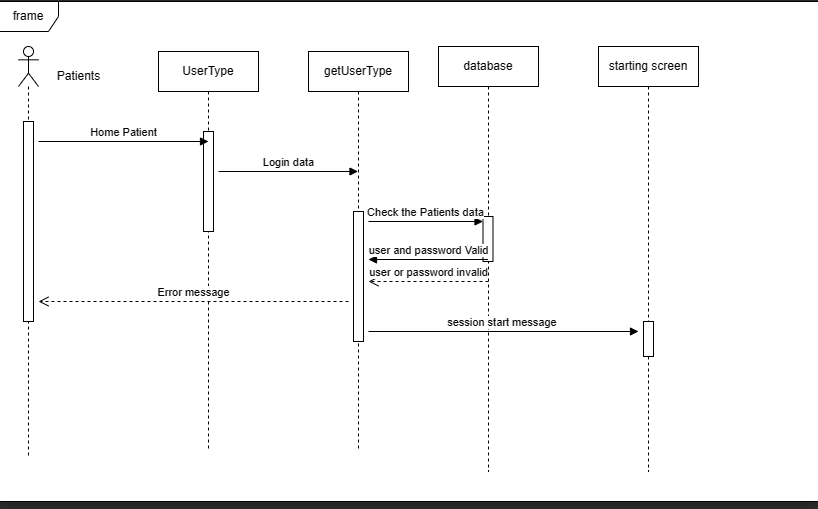 frame
Patients
UserType
getUserType
database
starting screen
Home Patient
Login data
Check the Patients data
user and password Valid
user or password invalid
Error message
session start message